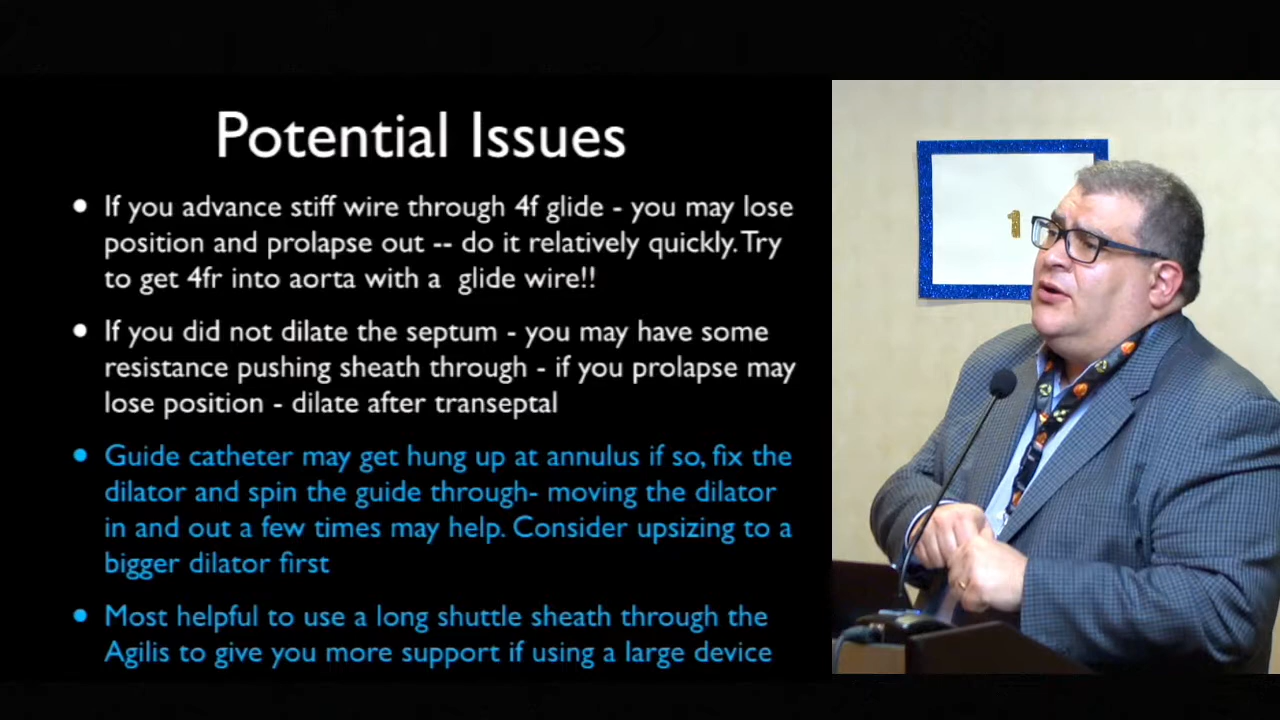 Potential Issues
• If you advance stiff wire through 4f glide - you may lose
position and prolapse out -- do it relatively quickly. Try
to get 4fr into aorta with a  glide wire!!
• If you did not dilate the septum - you may have some
resistance pushing sheath through - if you prolapse may
lose position - dilate after transeptal
• Guide catheter may get hung up at annulus if so, fix the
dilator and spin the guide through- moving the dilator
in and out a few times may help. Consider upsizing to a
bigger dilator first
• Most helpful to use a long shuttle sheath through the
Agilis to give you more support if using a large device
1